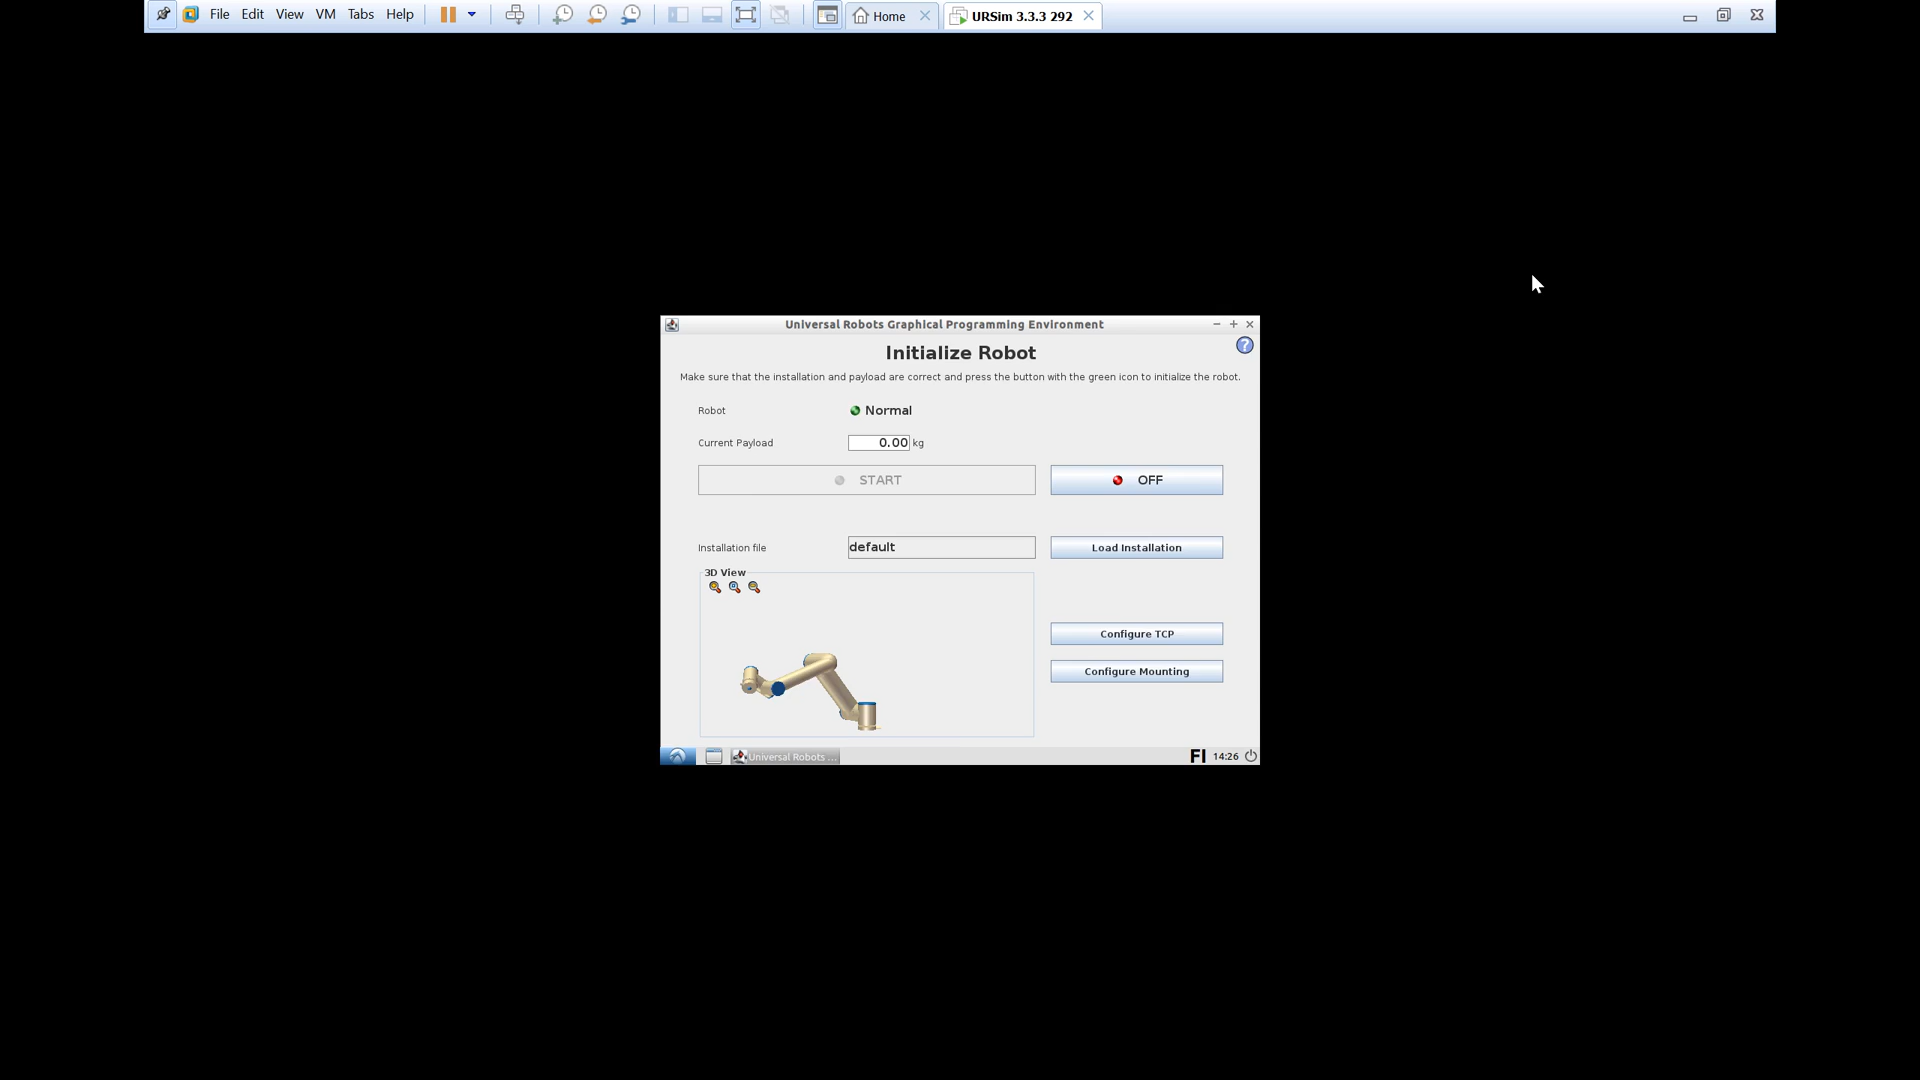 File Edit View VM Tabs Help Home URSim 3.3.3 292
Universal Robots Graphical Programming Environment
Initialize Robot
Make sure that the installation and payload are correct and press the button with the green icon to initialize the robot.
Robot Normal
Current Payload 0.00 kg
START OFF
Installation file default Load Installation
3D View
Configure TCP
Configure Mounting
Universal Robots ... FI 14:26